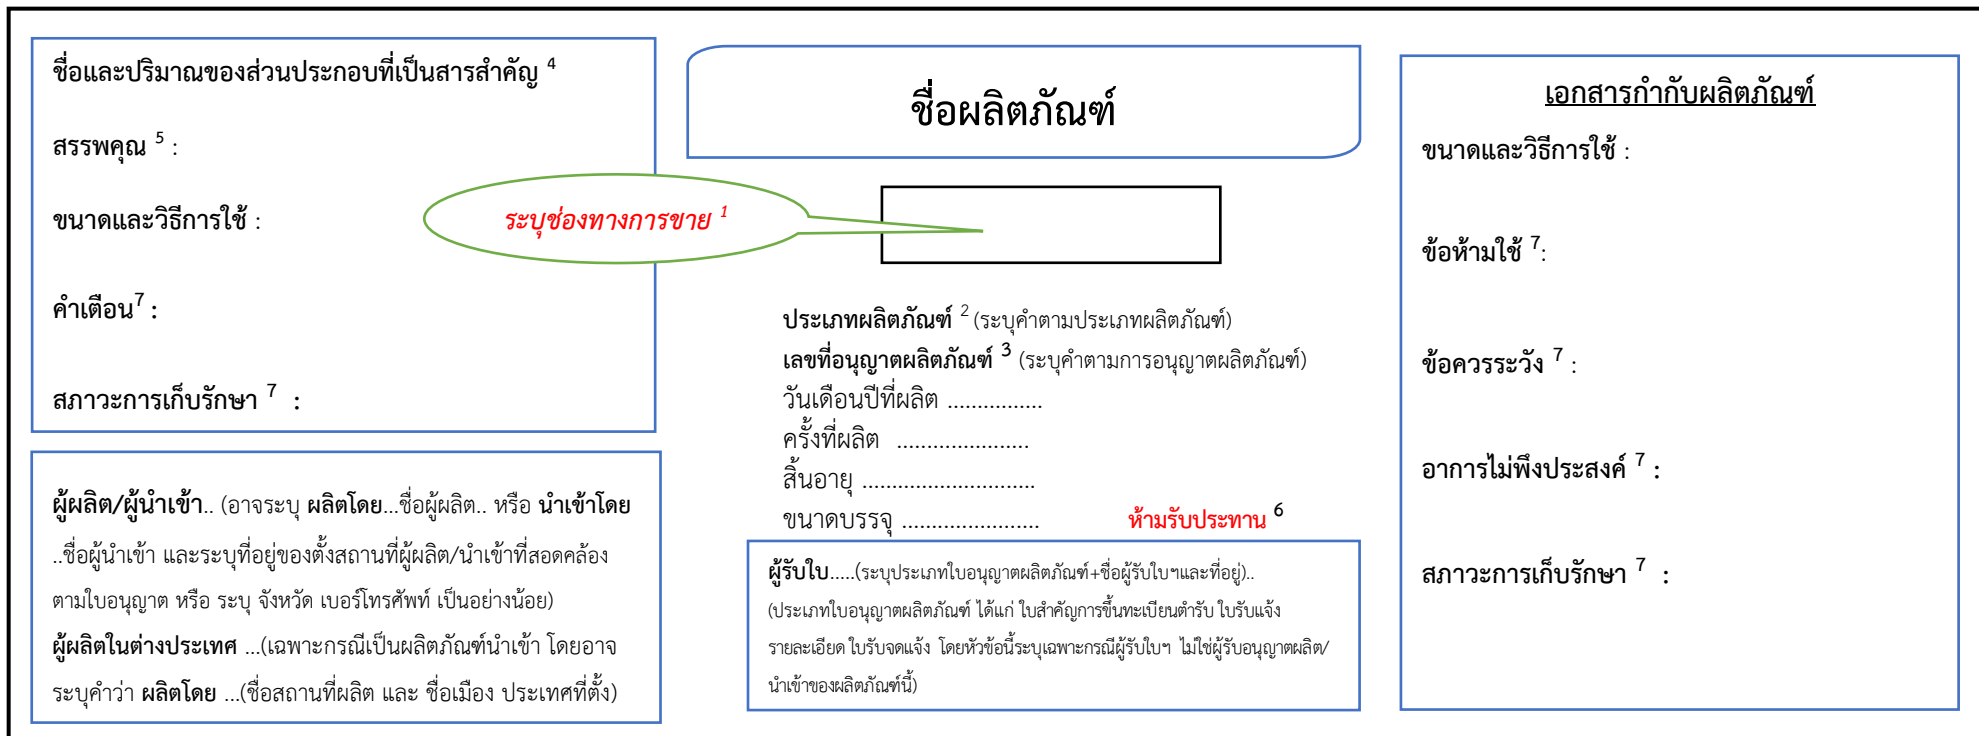 ชื่อและปริมาณของส่วนประกอบที่เป็นสารสำคัญ 4
สรรพคุณ 5 :
ขนาดและวิธีการใช้ :
คำเตือน7 :
สภาวะการเก็บรักษา 7 :
ผู้ผลิต/ผู้นำเข้า.. (อาจระบุ ผลิตโดย...ชื่อผู้ผลิต.. หรือ นำเข้าโดย
..ชื่อผู้นำเข้า และระบุที่อยู่ของตั้งสถานที่ผู้ผลิต/นำเข้าที่สอดคล้อง
ตามใบอนุญาต หรือ ระบุ จังหวัด เบอร์โทรศัพท์ เป็นอย่างน้อย)
ผู้ผลิตในต่างประเทศ ...(เฉพาะกรณีเป็นผลิตภัณฑ์นำเข้า โดยอาจ
ระบุคำว่า ผลิตโดย ...(ชื่อสถานที่ผลิต และ ชื่อเมือง ประเทศที่ตั้ง)
ชื่อผลิตภัณฑ์
ระบุช่องทางการขาย 1
ประเภทผลิตภัณฑ์ 2 (ระบุคำตามประเภทผลิตภัณฑ์)
เลขที่อนุญาตผลิตภัณฑ์ 3 (ระบุคำตามการอนุญาตผลิตภัณฑ์)
วันเดือนปีที่ผลิต ................
ครั้งที่ผลิต ......................
สิ้นอายุ .............................
ขนาดบรรจุ ....................... ห้ามรับประทาน 6
ผู้รับใบ.....(ระบุประเภทใบอนุญาตผลิตภัณฑ์+ชื่อผู้รับใบฯและที่อยู่)..
(ประเภทใบอนุญาตผลิตภัณฑ์ ได้แก่ ใบสำคัญการขึ้นทะเบียนตำรับ ใบรับแจ้ง
รายละเอียด ใบรับจดแจ้ง โดยหัวข้อนี้ระบุเฉพาะกรณีผู้รับใบฯ ไม่ใช่ผู้รับอนุญาตผลิต/
นำเข้าของผลิตภัณฑ์นี้)
เอกสารกำกับผลิตภัณฑ์
ขนาดและวิธีการใช้ :
ข้อห้ามใช้ 7:
ข้อควรระวัง 7 :
อาการไม่พึงประสงค์ 7 :
สภาวะการเก็บรักษา 7 :